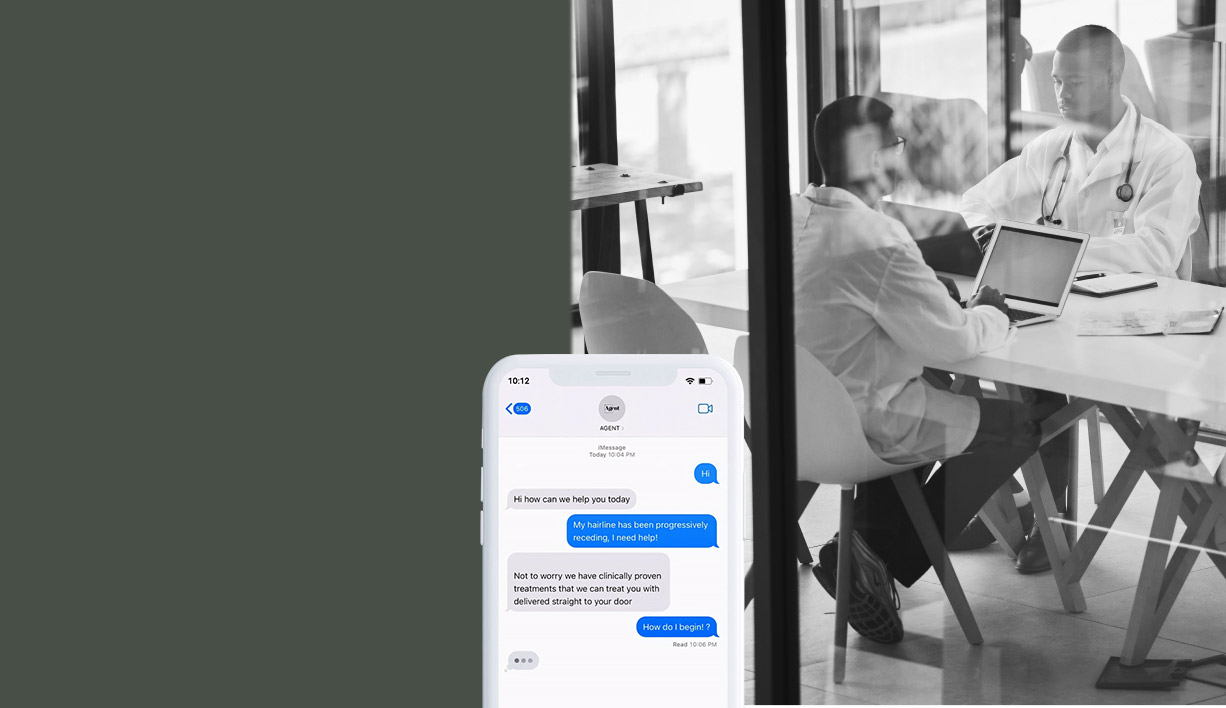 10:12
506
Agent
AGENT
iMessage
Today 10:04 PM
Hi
Hi how can we help you today
My hairline has been progressively
receding, I need help!
Not to worry we have clinically proven
treatments that we can treat you with
delivered straight to your door
How do I begin! ?
Read 10:06 PM